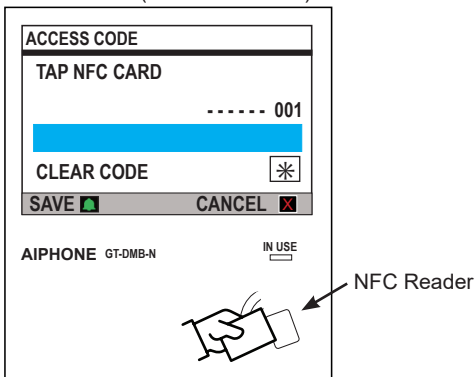 ACCESS CODE
TAP NFC CARD
- - - - - - 001
CLEAR CODE ✳
SAVE CANCEL X
AIPHONE GT-DMB-N IN USE
NFC Reader